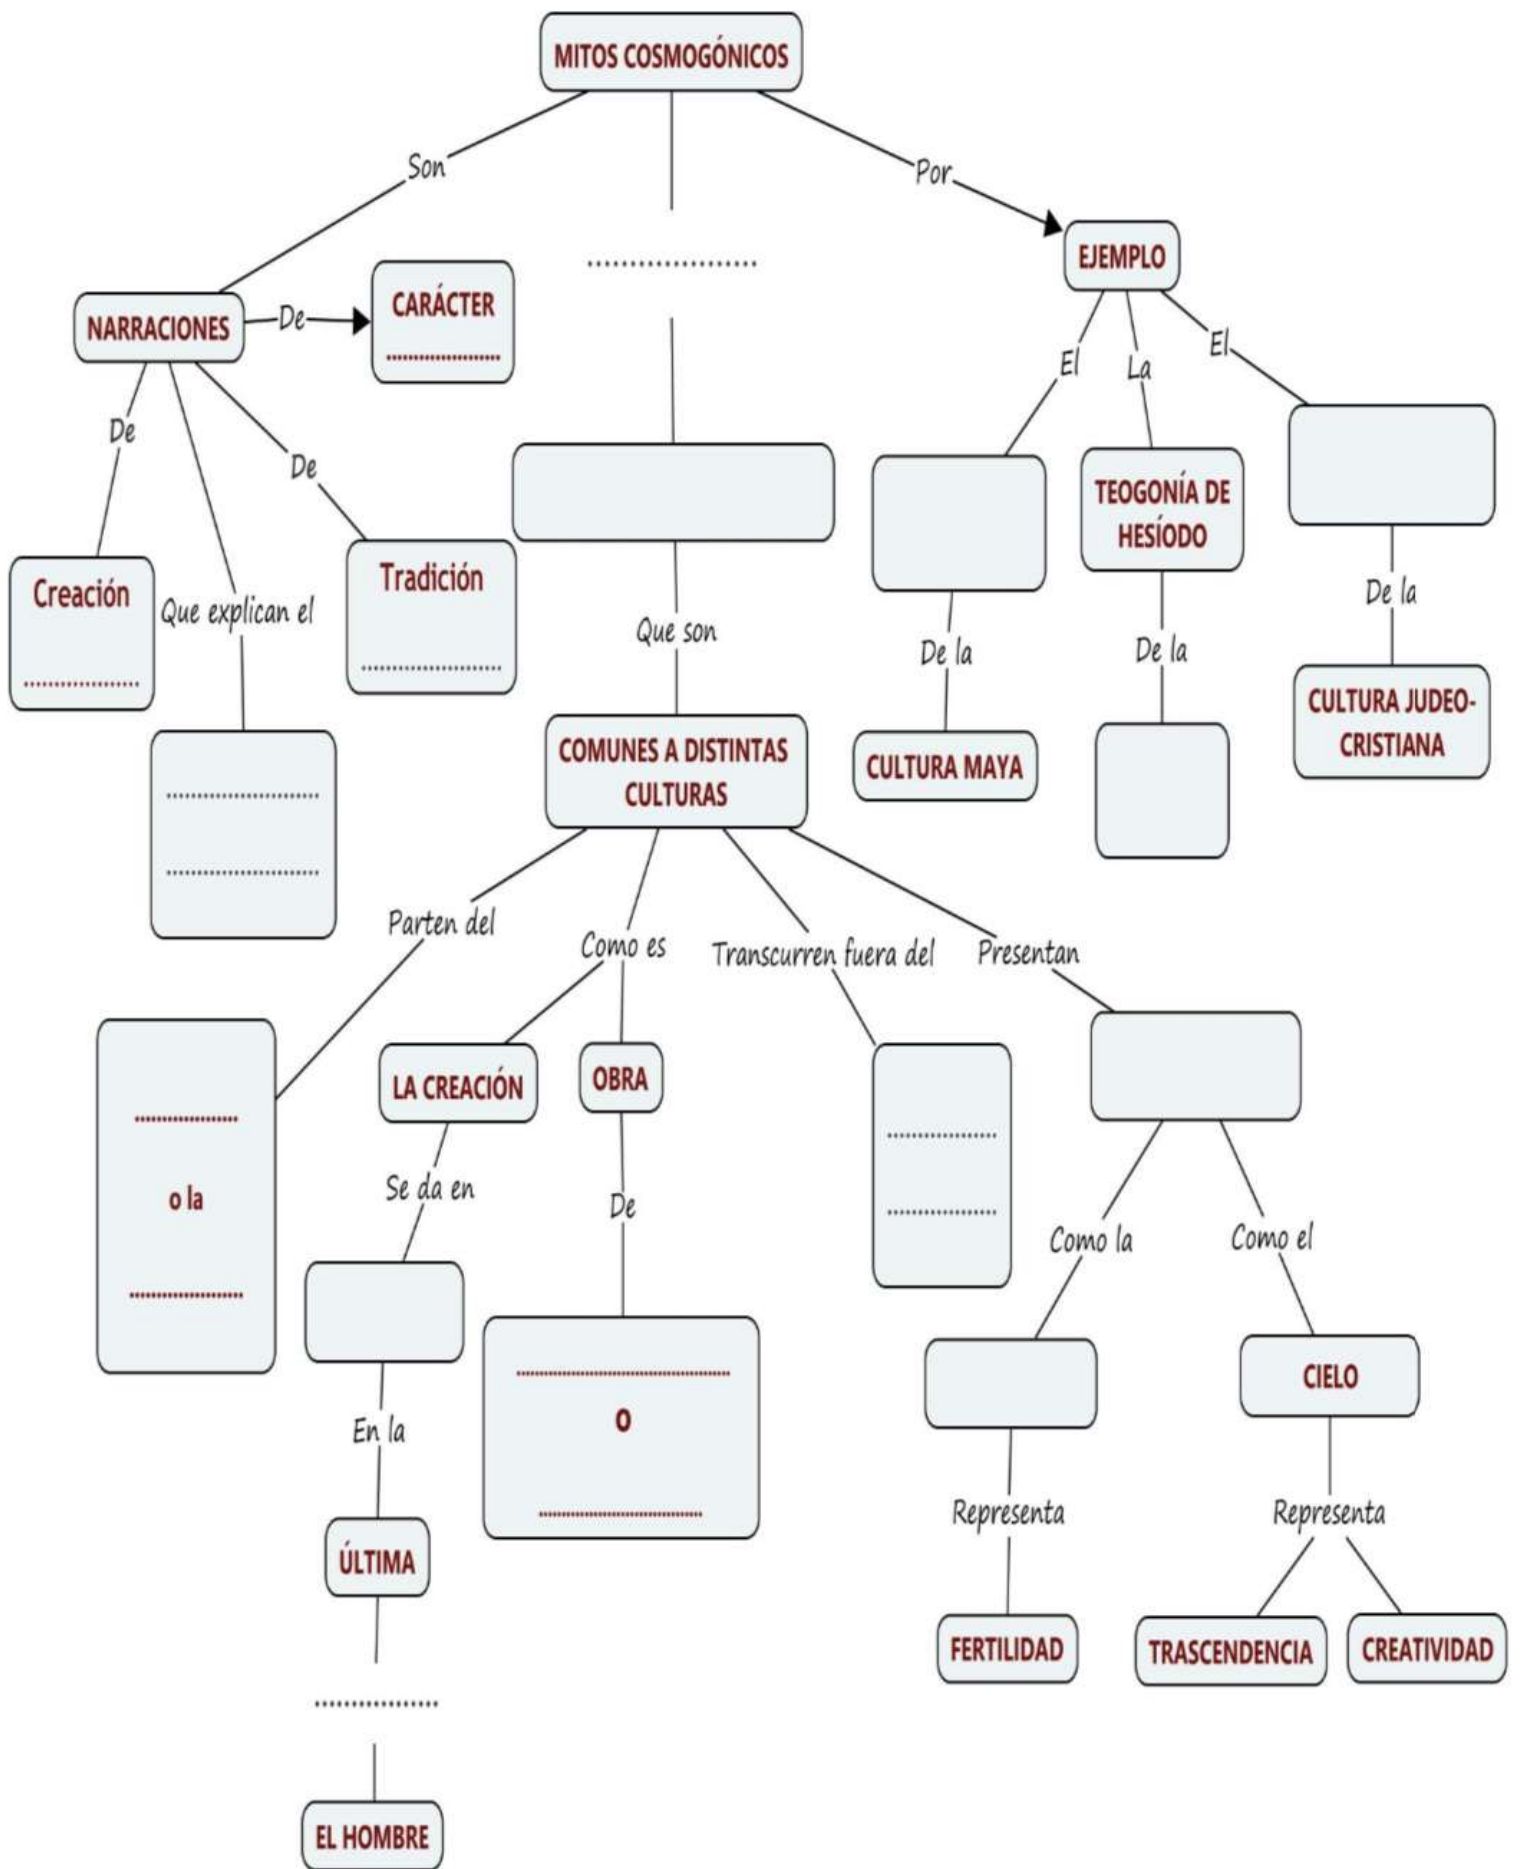 MITOS COSMOGÓNICOS
Son
Por
EJEMPLO
NARRACIONES
De
CARÁCTER
......................
....................
El
La
El
De
De
Que explican el
Creación
...................
Tradición
......................
TEOGONÍA DE
HESÍODO
Que son
De la
De la
De la
COMUNES A DISTINTAS
CULTURAS
CULTURA MAYA
CULTURA JUDEO-
CRISTIANA
........................
........................
Parten del
Como es
Transcurren fuera del
Presentan
...................
o la
.....................
LA CREACIÓN
OBRA
Se da en
De
.................
.................
Como la
Como el
En la
........................................
O
...............................
CIELO
Representa
Representa
ÚLTIMA
FERTILIDAD
TRASCENDENCIA
CREATIVIDAD
................
EL HOMBRE